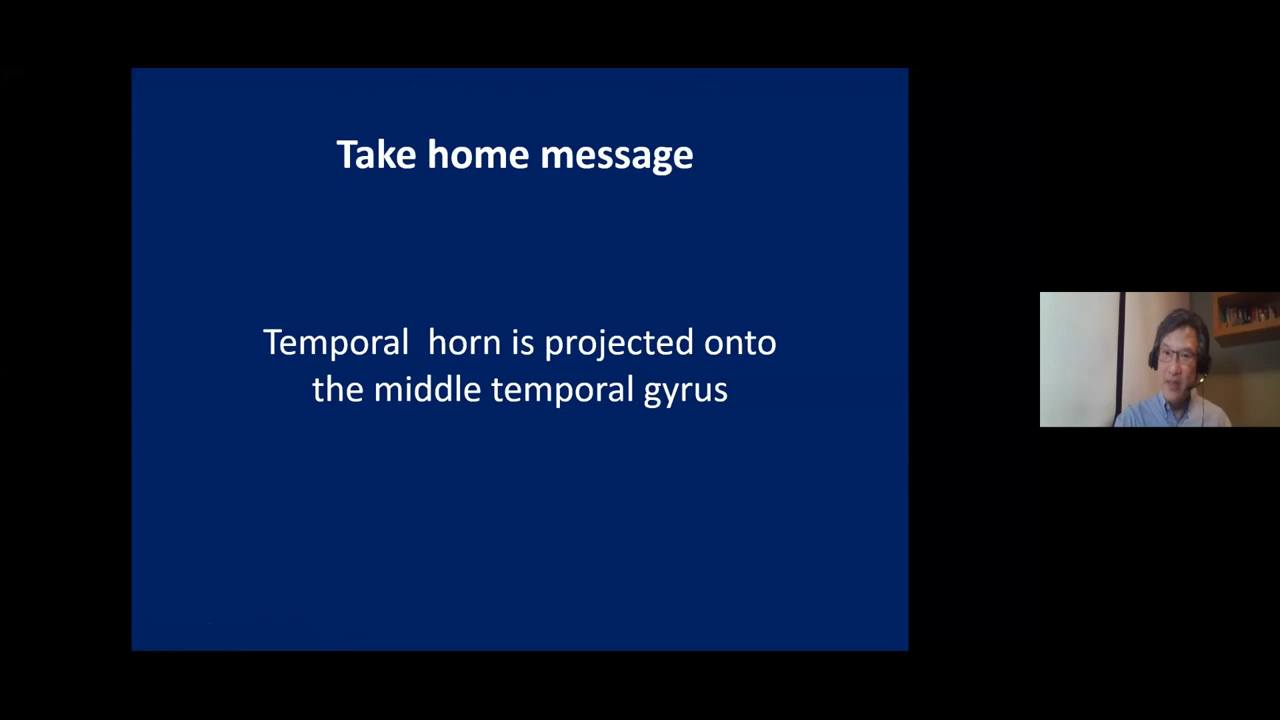 Take home message
Temporal  horn is projected onto
the middle temporal gyrus